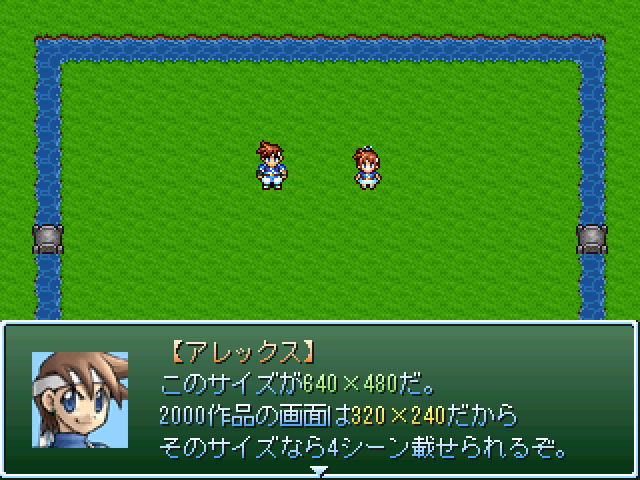 【アレックス】
このサイズが640×480だ。
2000作品の画面は320×240だから
そのサイズなら4シーン載せられるぞ。